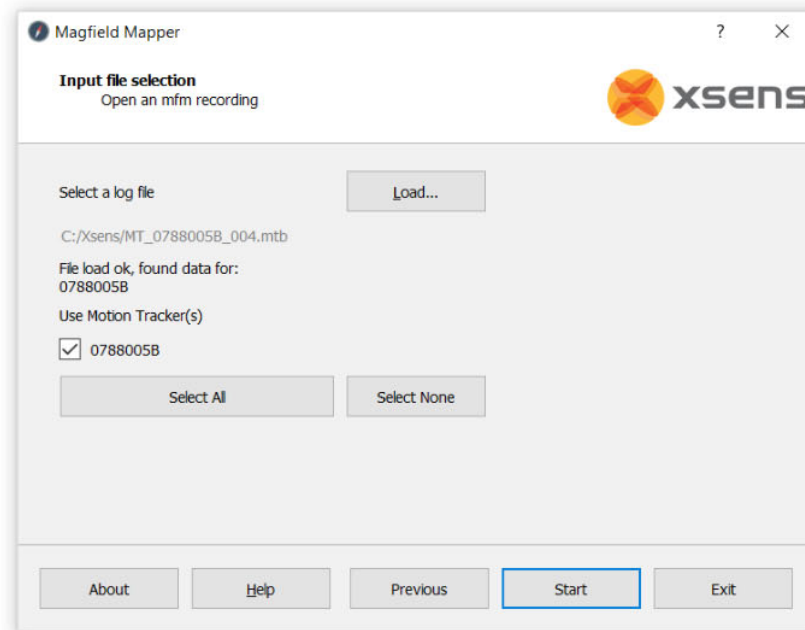 Magfield Mapper
?
Input file selection
Open an mfm recording
xsens
Select a log file
Load...
C:/Xsens/MT_0788005B_004.mtb
File load ok, found data for:
0788005B
Use Motion Tracker(s)
0788005B
Select All
Select None
About
Help
Previous
Start
Exit